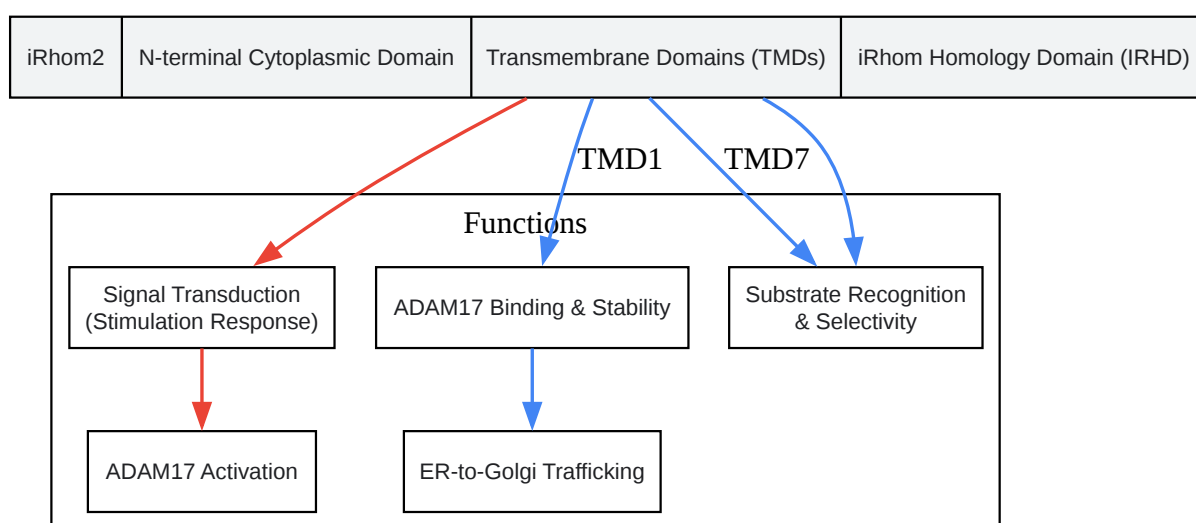 iRhom2
N-terminal Cytoplasmic Domain
Transmembrane Domains (TMDs)
iRhom Homology Domain (IRHD)
TMD1
TMD7
Functions
Signal Transduction
(Stimulation Response)
ADAM17 Binding & Stability
Substrate Recognition
& Selectivity
ADAM17 Activation
ER-to-Golgi Trafficking